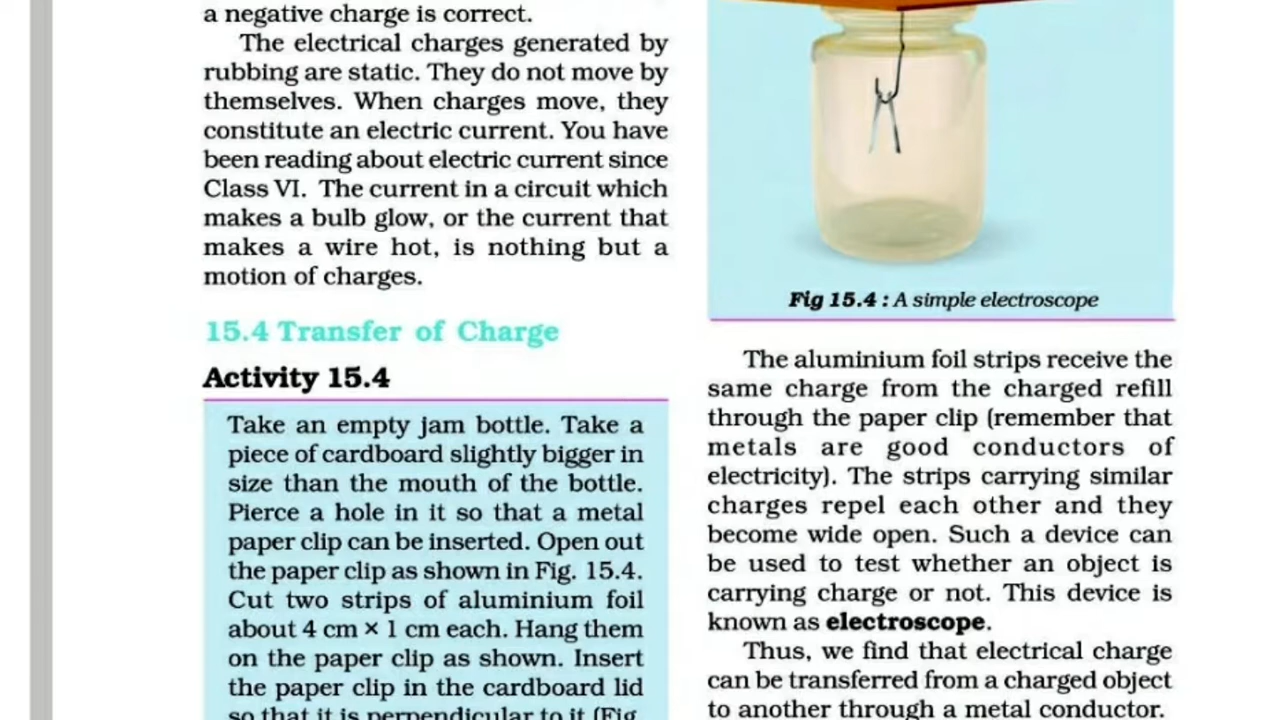 a negative charge is correct.
The electrical charges generated by
rubbing are static. They do not move by
themselves. When charges move, they
constitute an electric current. You have
been reading about electric current since
Class VI. The current in a circuit which
makes a bulb glow, or the current that
makes a wire hot, is nothing but a
motion of charges.
15.4 Transfer of Charge
Activity 15.4
Take an empty jam bottle. Take a
piece of cardboard slightly bigger in
size than the mouth of the bottle.
Pierce a hole in it so that a metal
paper clip can be inserted. Open out
the paper clip as shown in Fig. 15.4.
Cut two strips of aluminium foil
about 4 cm × 1 cm each. Hang them
on the paper clip as shown. Insert
the paper clip in the cardboard lid
so that it is perpendicular to it (Fig.
Fig 15.4 : A simple electroscope
The aluminium foil strips receive the
same charge from the charged refill
through the paper clip (remember that
metals are good conductors of
electricity). The strips carrying similar
charges repel each other and they
become wide open. Such a device can
be used to test whether an object is
carrying charge or not. This device is
known as electroscope.
Thus, we find that electrical charge
can be transferred from a charged object
to another through a metal conductor.